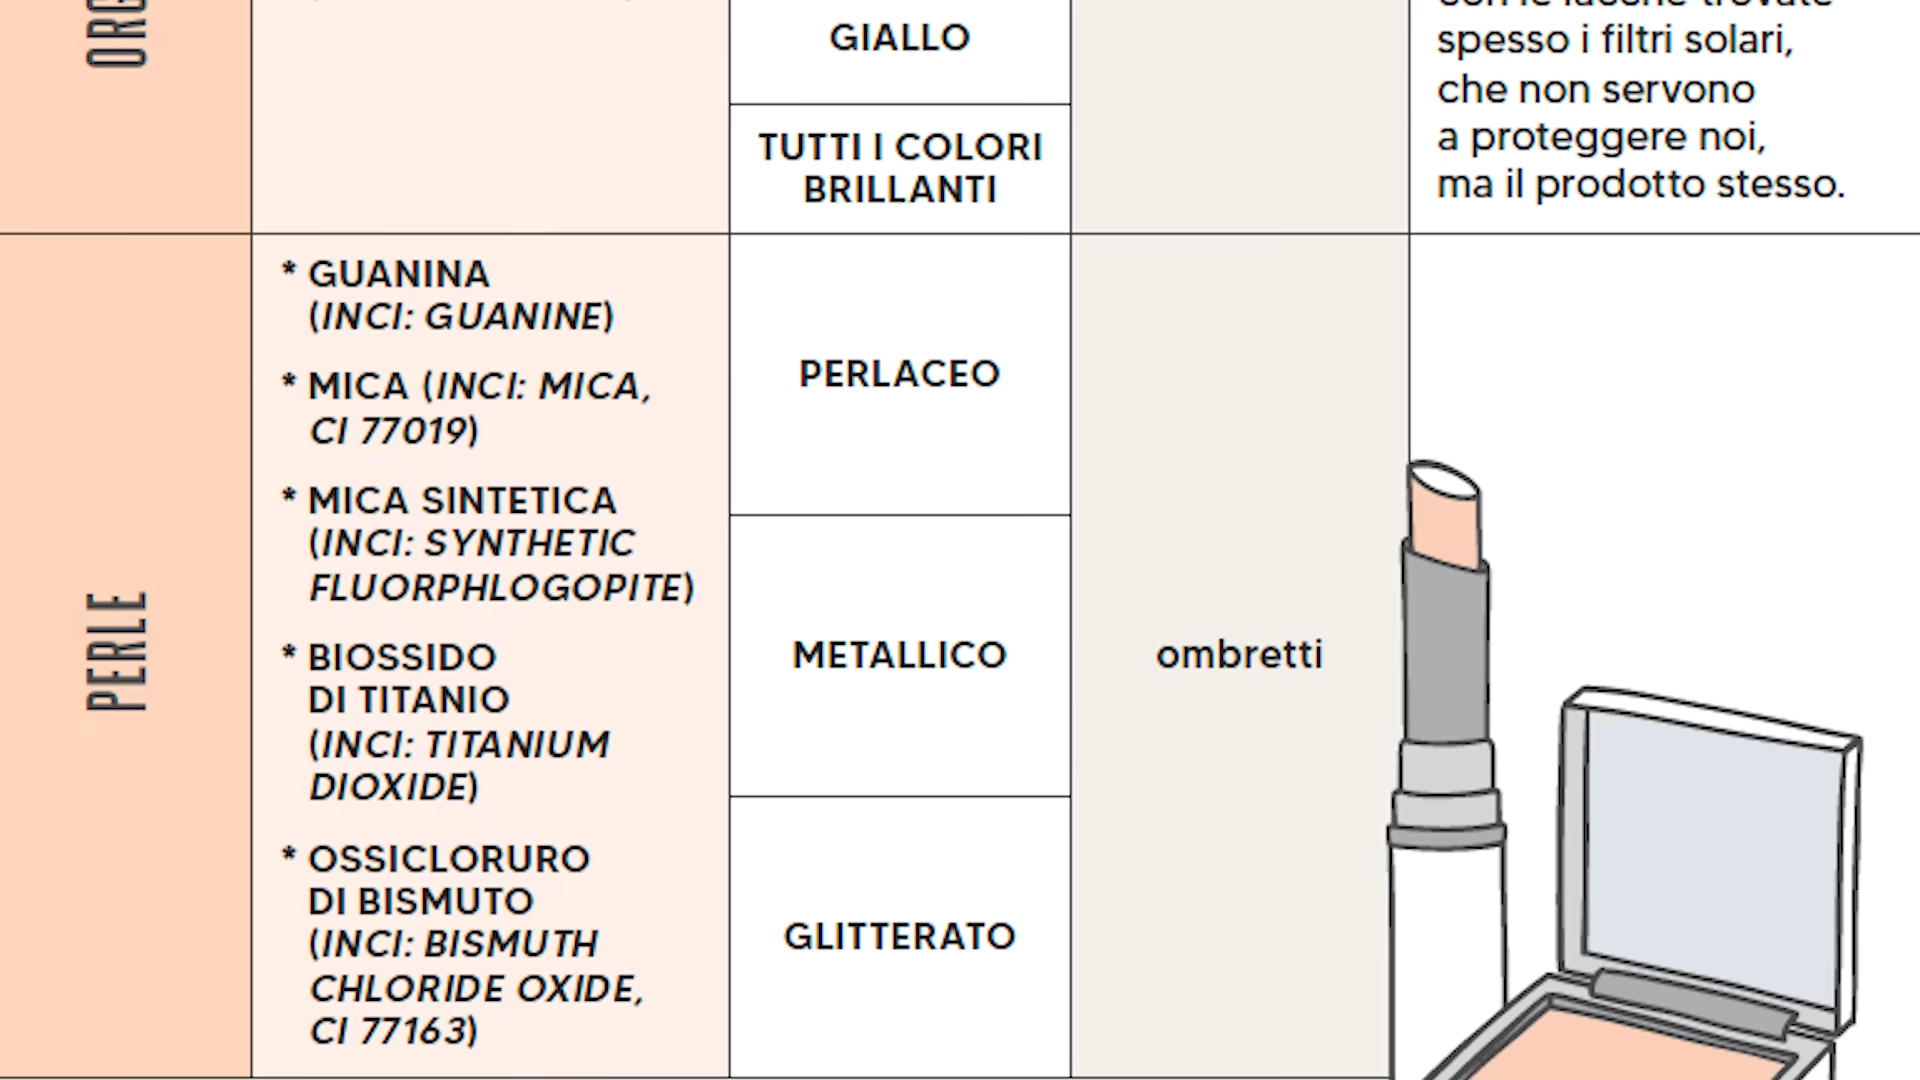 GIALLO
TUTTI I COLORI
BRILLANTI
spesso i filtri solari,
che non servono
a proteggere noi,
ma il prodotto stesso.
PERLE
* GUANINA
(INCI: GUANINE)
* MICA (INCI: MICA,
CI 77019)
* MICA SINTETICA
(INCI: SYNTHETIC
FLUORPHLOGOPITE)
* BIOSSIDO
DI TITANIO
(INCI: TITANIUM
DIOXIDE)
* OSSICLORURO
DI BISMUTO
(INCI: BISMUTH
CHLORIDE OXIDE,
CI 77163)
PERLACEO
METALLICO
GLITTERATO
ombretti